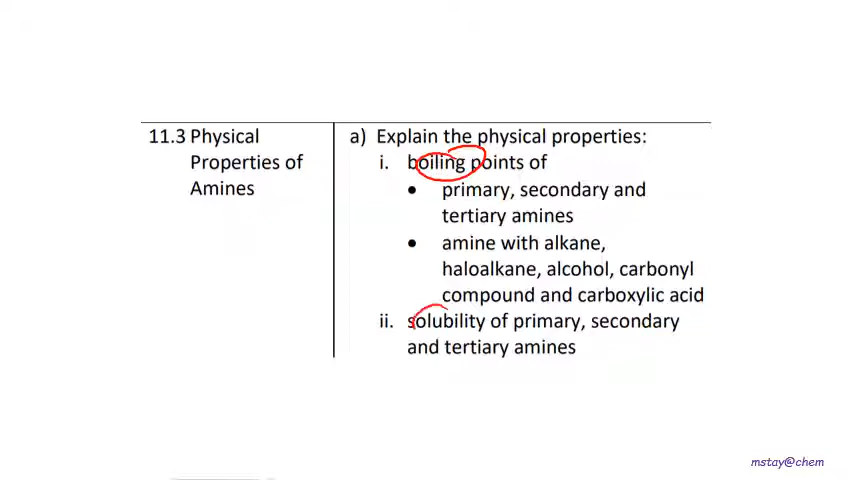 11.3 Physical Properties of Amines
a) Explain the physical properties:
i. boiling points of
• primary, secondary and
tertiary amines
• amine with alkane,
haloalkane, alcohol, carbonyl
compound and carboxylic acid
ii. solubility of primary, secondary
and tertiary amines
mstay@chem